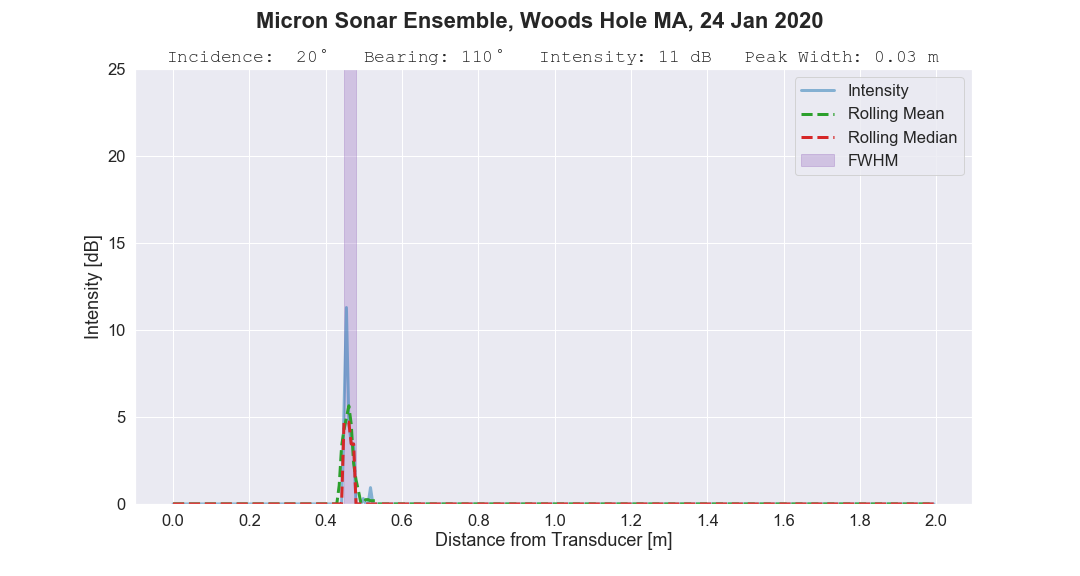 Micron Sonar Ensemble, Woods Hole MA, 24 Jan 2020
Incidence:  20°   Bearing: 110°   Intensity: 11 dB   Peak Width: 0.03 m
25
20
15
10
5
0
Intensity [dB]
Intensity
Rolling Mean
Rolling Median
FWHM
0.0 0.2 0.4 0.6 0.8 1.0 1.2 1.4 1.6 1.8 2.0
Distance from Transducer [m]